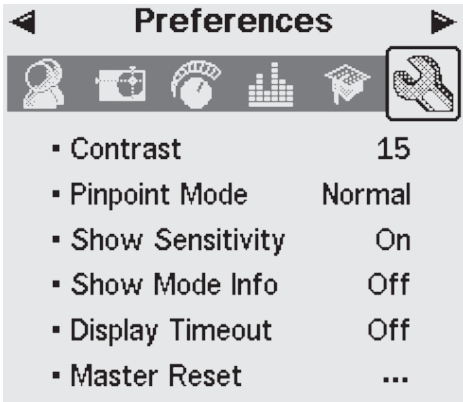 Preferences
Contrast 15
Pinpoint Mode Normal
Show Sensitivity On
Show Mode Info Off
Display Timeout Off
Master Reset ...